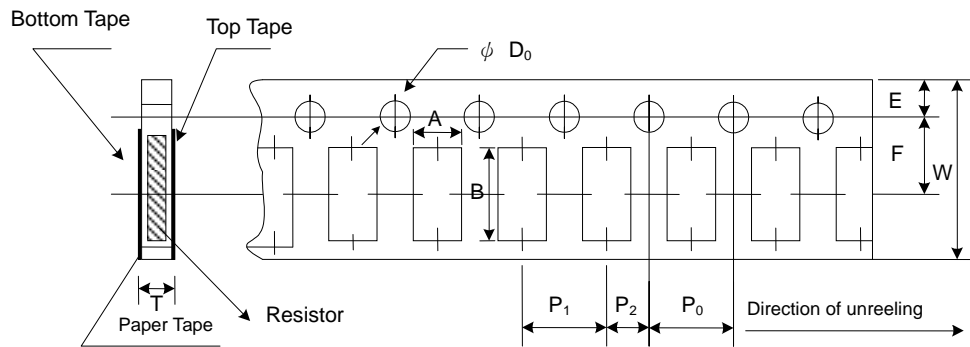 Bottom Tape
Top Tape
ψ D₀
E
A
F
W
B
P₁
P₂
P₀
Direction of unreeling
T
Resistor
Paper Tape